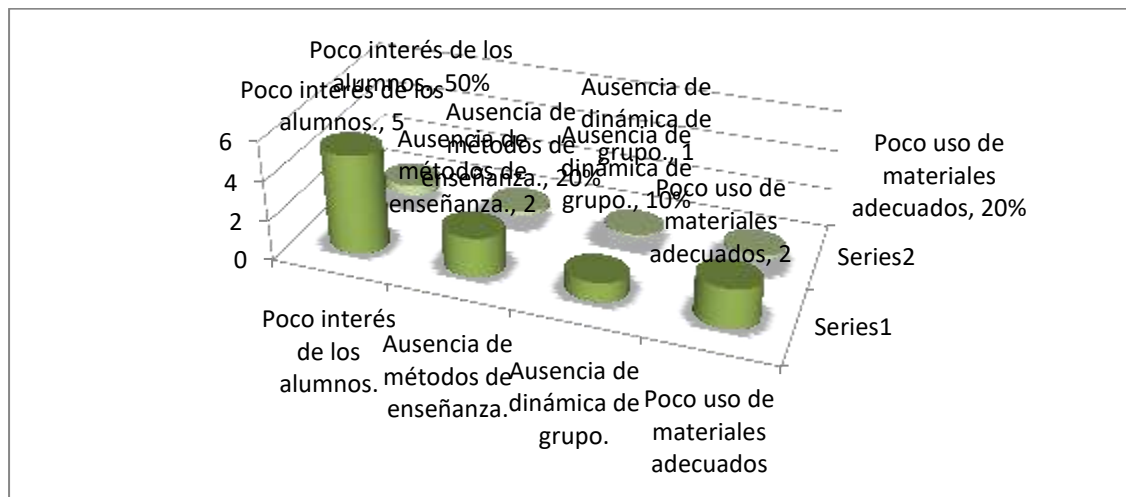 Poco interés de los
alumnos., 50%
Poco interés de los
alumnos., 5
Ausencia de
métodos de
enseñanza., 20%
Ausencia de
métodos de
enseñanza., 2
Ausencia de
dinámica de
grupo., 1
Ausencia de
dinámica de
grupo., 10%
Poco uso de
materiales
adecuados, 2
Poco uso de
materiales
adecuados, 20%
6
4
2
0
Series2
Series1
Poco interés
de los
alumnos.
Ausencia de
métodos de
enseñanza.
Ausencia de
dinámica de
grupo.
Poco uso de
materiales
adecuados